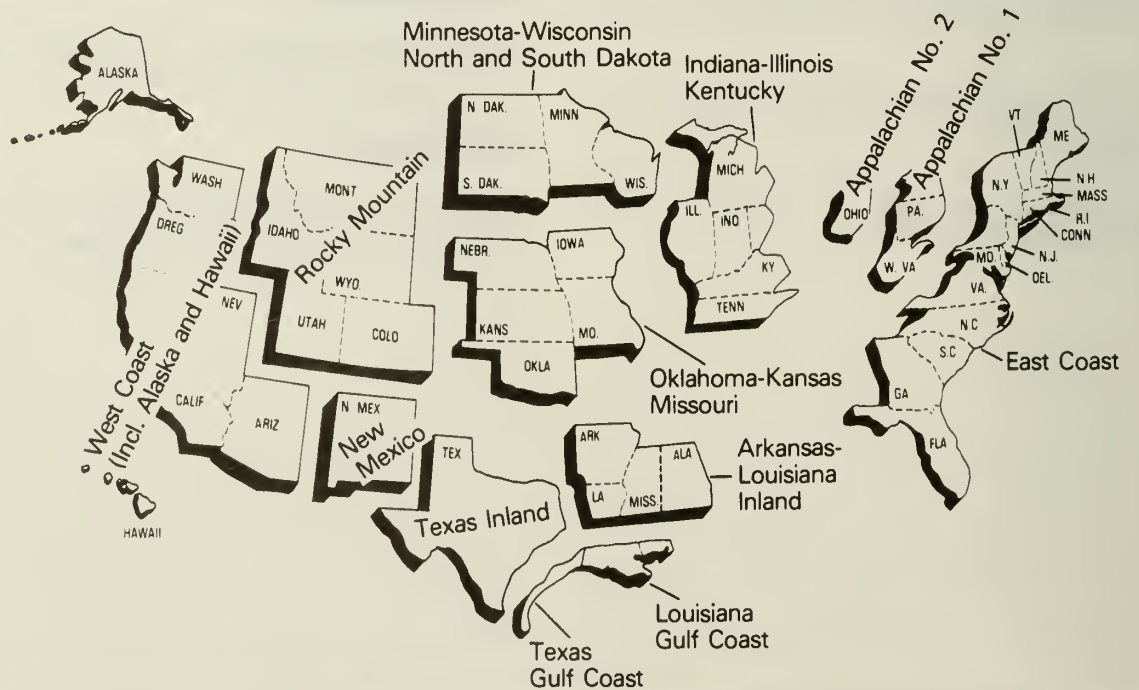 ALASKA
Minnesota-Wisconsin
North and South Dakota
Indiana-Illinois
Kentucky
Appalachian No. 2
Appalachian No. 1
WASH
DREG
NEV
CALIF
ARIZ
West Coast
(Incl. Alaska and Hawaii)
HAWAII
MONT
IDAHO
WYO.
UTAH
COLO
Rocky Mountain
N MEX
New
Mexico
N DAK.
MINN
S. DAK.
WIS.
NEBR.
IOWA
KANS
MO.
OKLA
Oklahoma-Kansas
Missouri
MICH
ILL.
INO
KY
TENN
OHIO
PA.
W. VA
VT
ME
N.Y
N.H
MASS
R.I
CONN
N.J.
MO.
OEL.
VA.
N C
S.C
GA
FLA
East Coast
TEX
Texas Inland
ARK
ALA
LA
MISS.
Arkansas-
Louisiana
Inland
Louisiana
Gulf Coast
Texas
Gulf Coast